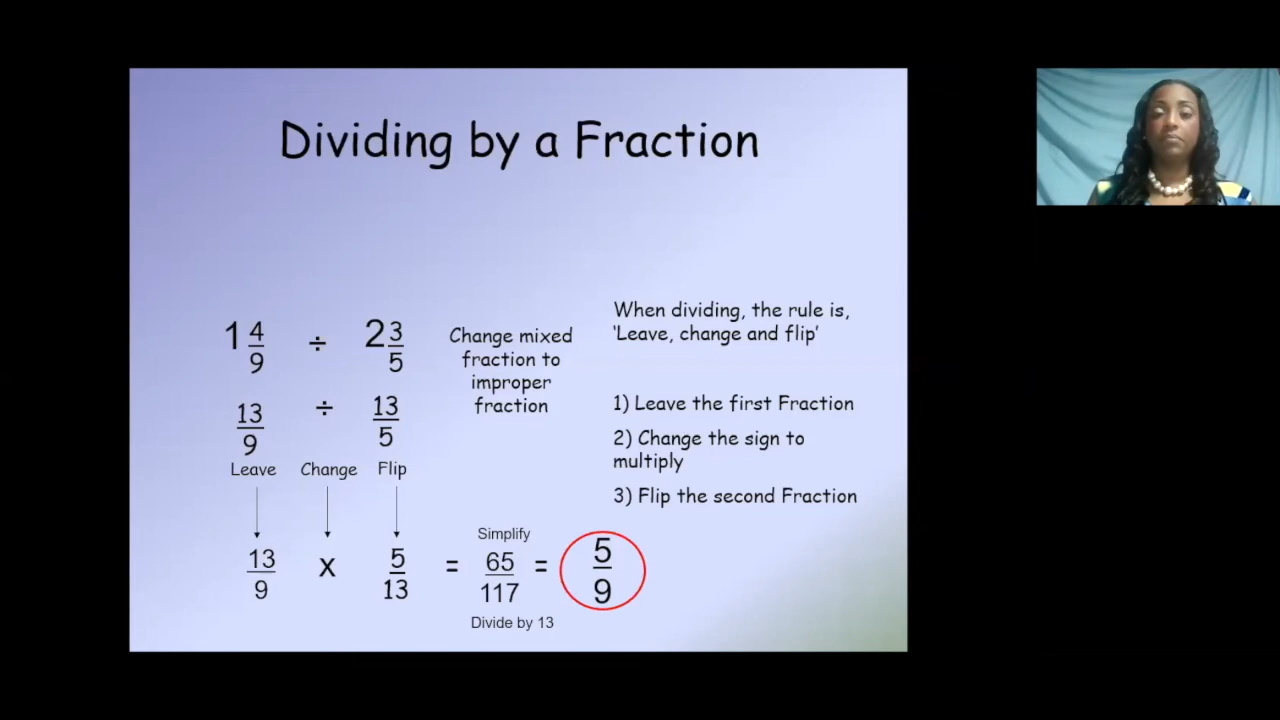 Dividing by a Fraction
1 4/9 ÷ 2 3/5
13/9 ÷ 13/5
Leave Change Flip
13/9 x 5/13 = 65/117 = 5/9
Simplify
Divide by 13
Change mixed
fraction to
improper
fraction
When dividing, the rule is,
‘Leave, change and flip’
1) Leave the first Fraction
2) Change the sign to
multiply
3) Flip the second Fraction